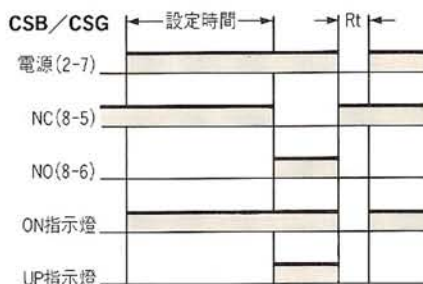 CSB／CSG
設定時間
Rt
電源(2-7)
NC(8-5)
NO(8-6)
ON指示燈
UP指示燈